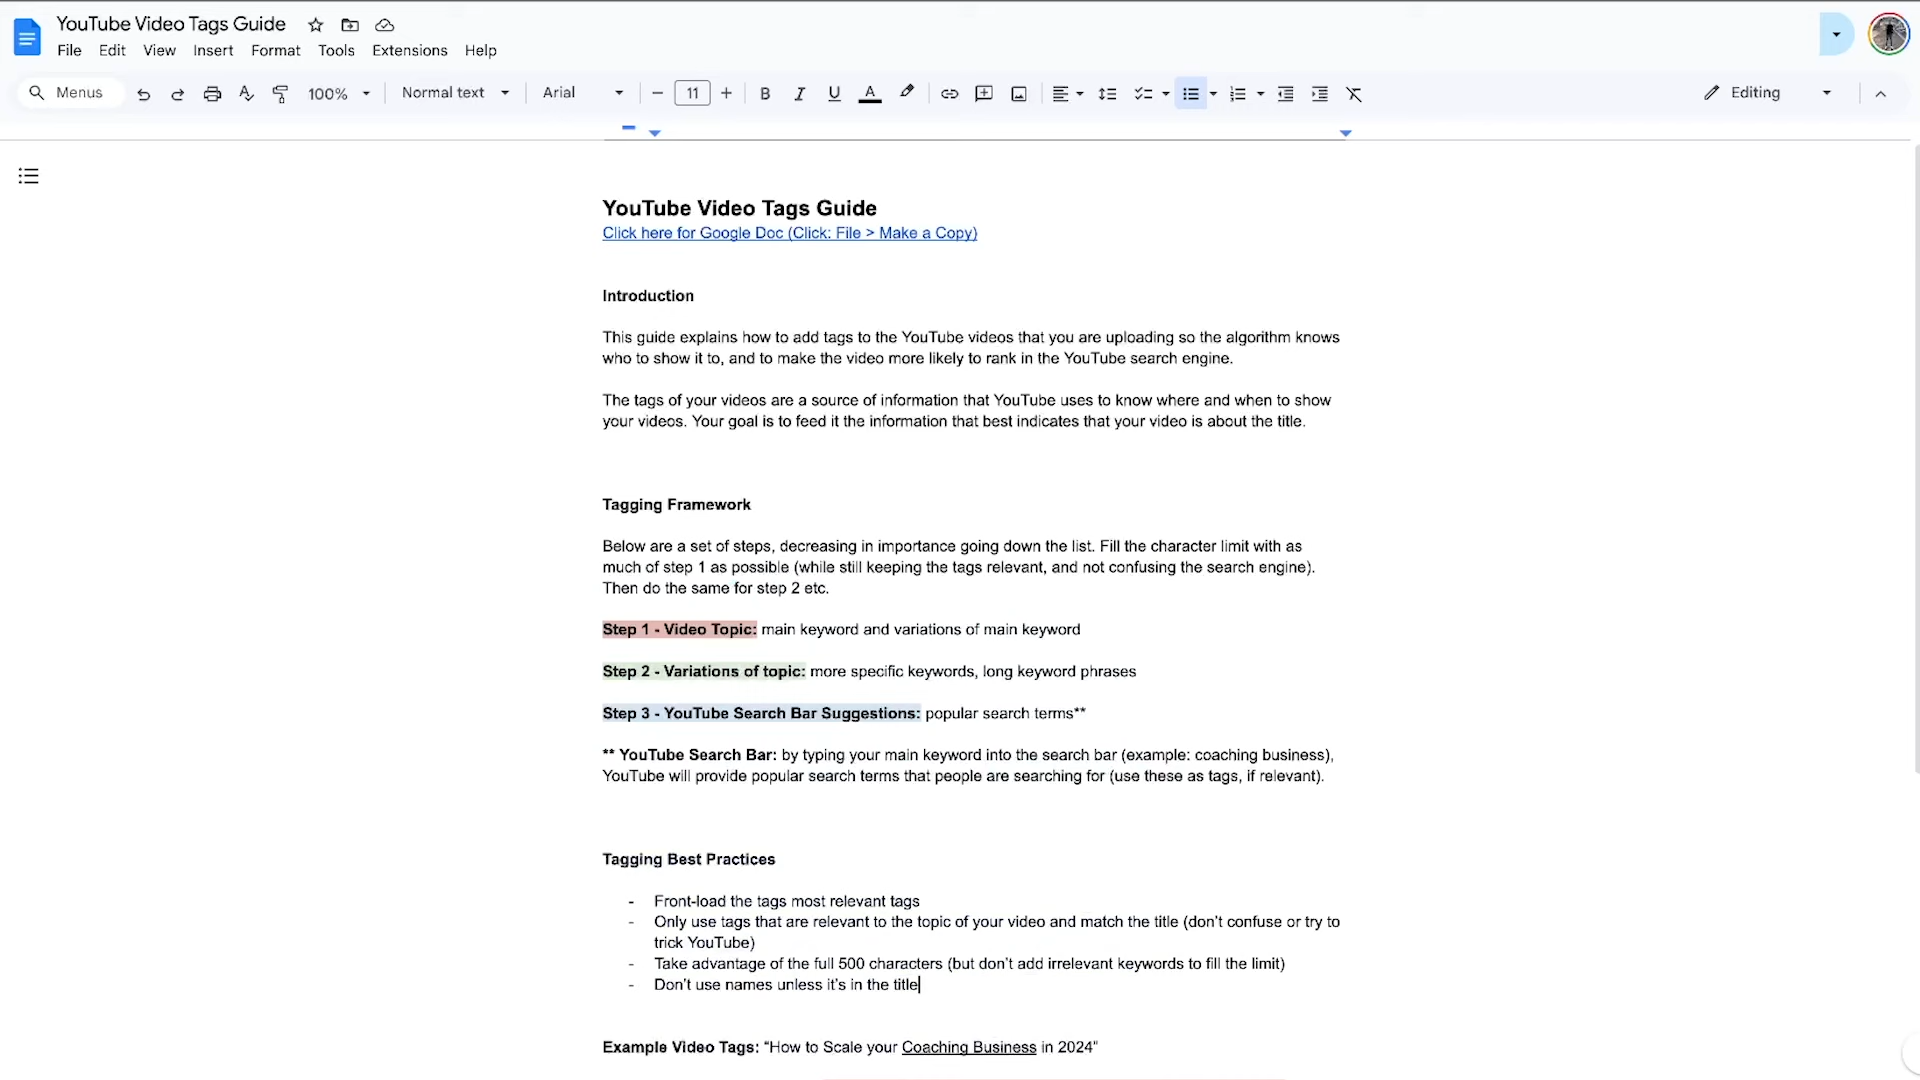 YouTube Video Tags Guide
File Edit View Insert Format Tools Extensions Help
Menus 100% Normal text Arial 11 Editing
YouTube Video Tags Guide
Click here for Google Doc (Click: File > Make a Copy)
Introduction
This guide explains how to add tags to the YouTube videos that you are uploading so the algorithm knows
who to show it to, and to make the video more likely to rank in the YouTube search engine.
The tags of your videos are a source of information that YouTube uses to know where and when to show
your videos. Your goal is to feed it the information that best indicates that your video is about the title.
Tagging Framework
Below are a set of steps, decreasing in importance going down the list. Fill the character limit with as
much of step 1 as possible (while still keeping the tags relevant, and not confusing the search engine).
Then do the same for step 2 etc.
Step 1 - Video Topic: main keyword and variations of main keyword
Step 2 - Variations of topic: more specific keywords, long keyword phrases
Step 3 - YouTube Search Bar Suggestions: popular search terms**
** YouTube Search Bar: by typing your main keyword into the search bar (example: coaching business),
YouTube will provide popular search terms that people are searching for (use these as tags, if relevant).
Tagging Best Practices
- Front-load the tags most relevant tags
- Only use tags that are relevant to the topic of your video and match the title (don't confuse or try to
trick YouTube)
- Take advantage of the full 500 characters (but don't add irrelevant keywords to fill the limit)
- Don't use names unless it's in the title
Example Video Tags: "How to Scale your Coaching Business in 2024"